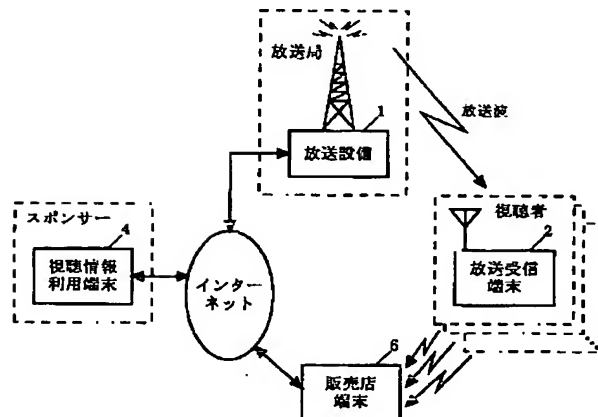 放送局
1
放送設備
放送波
スポンサー
4
視聴情報
利用端末
インター
ネット
視聴者
2
放送受信
端末
6
販売店
端末